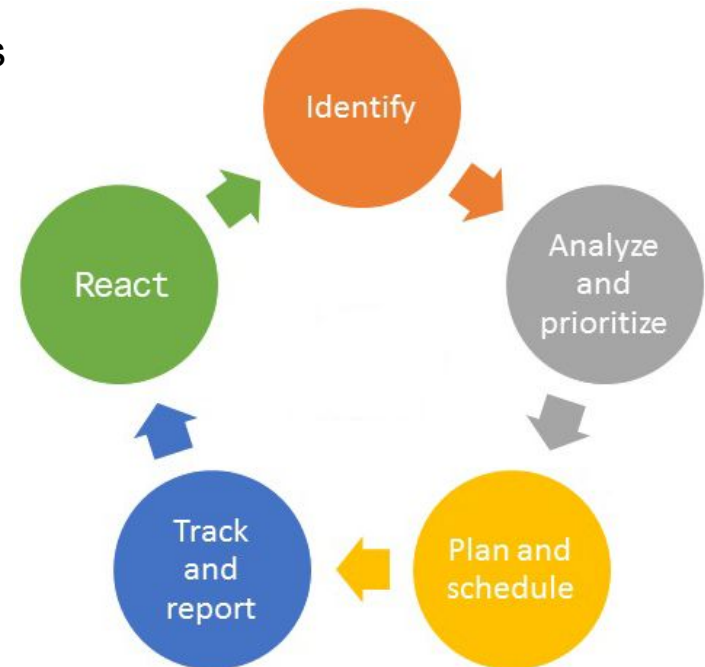 s
Identify
Analyze
and
prioritize
Plan and
schedule
Track
and
report
React